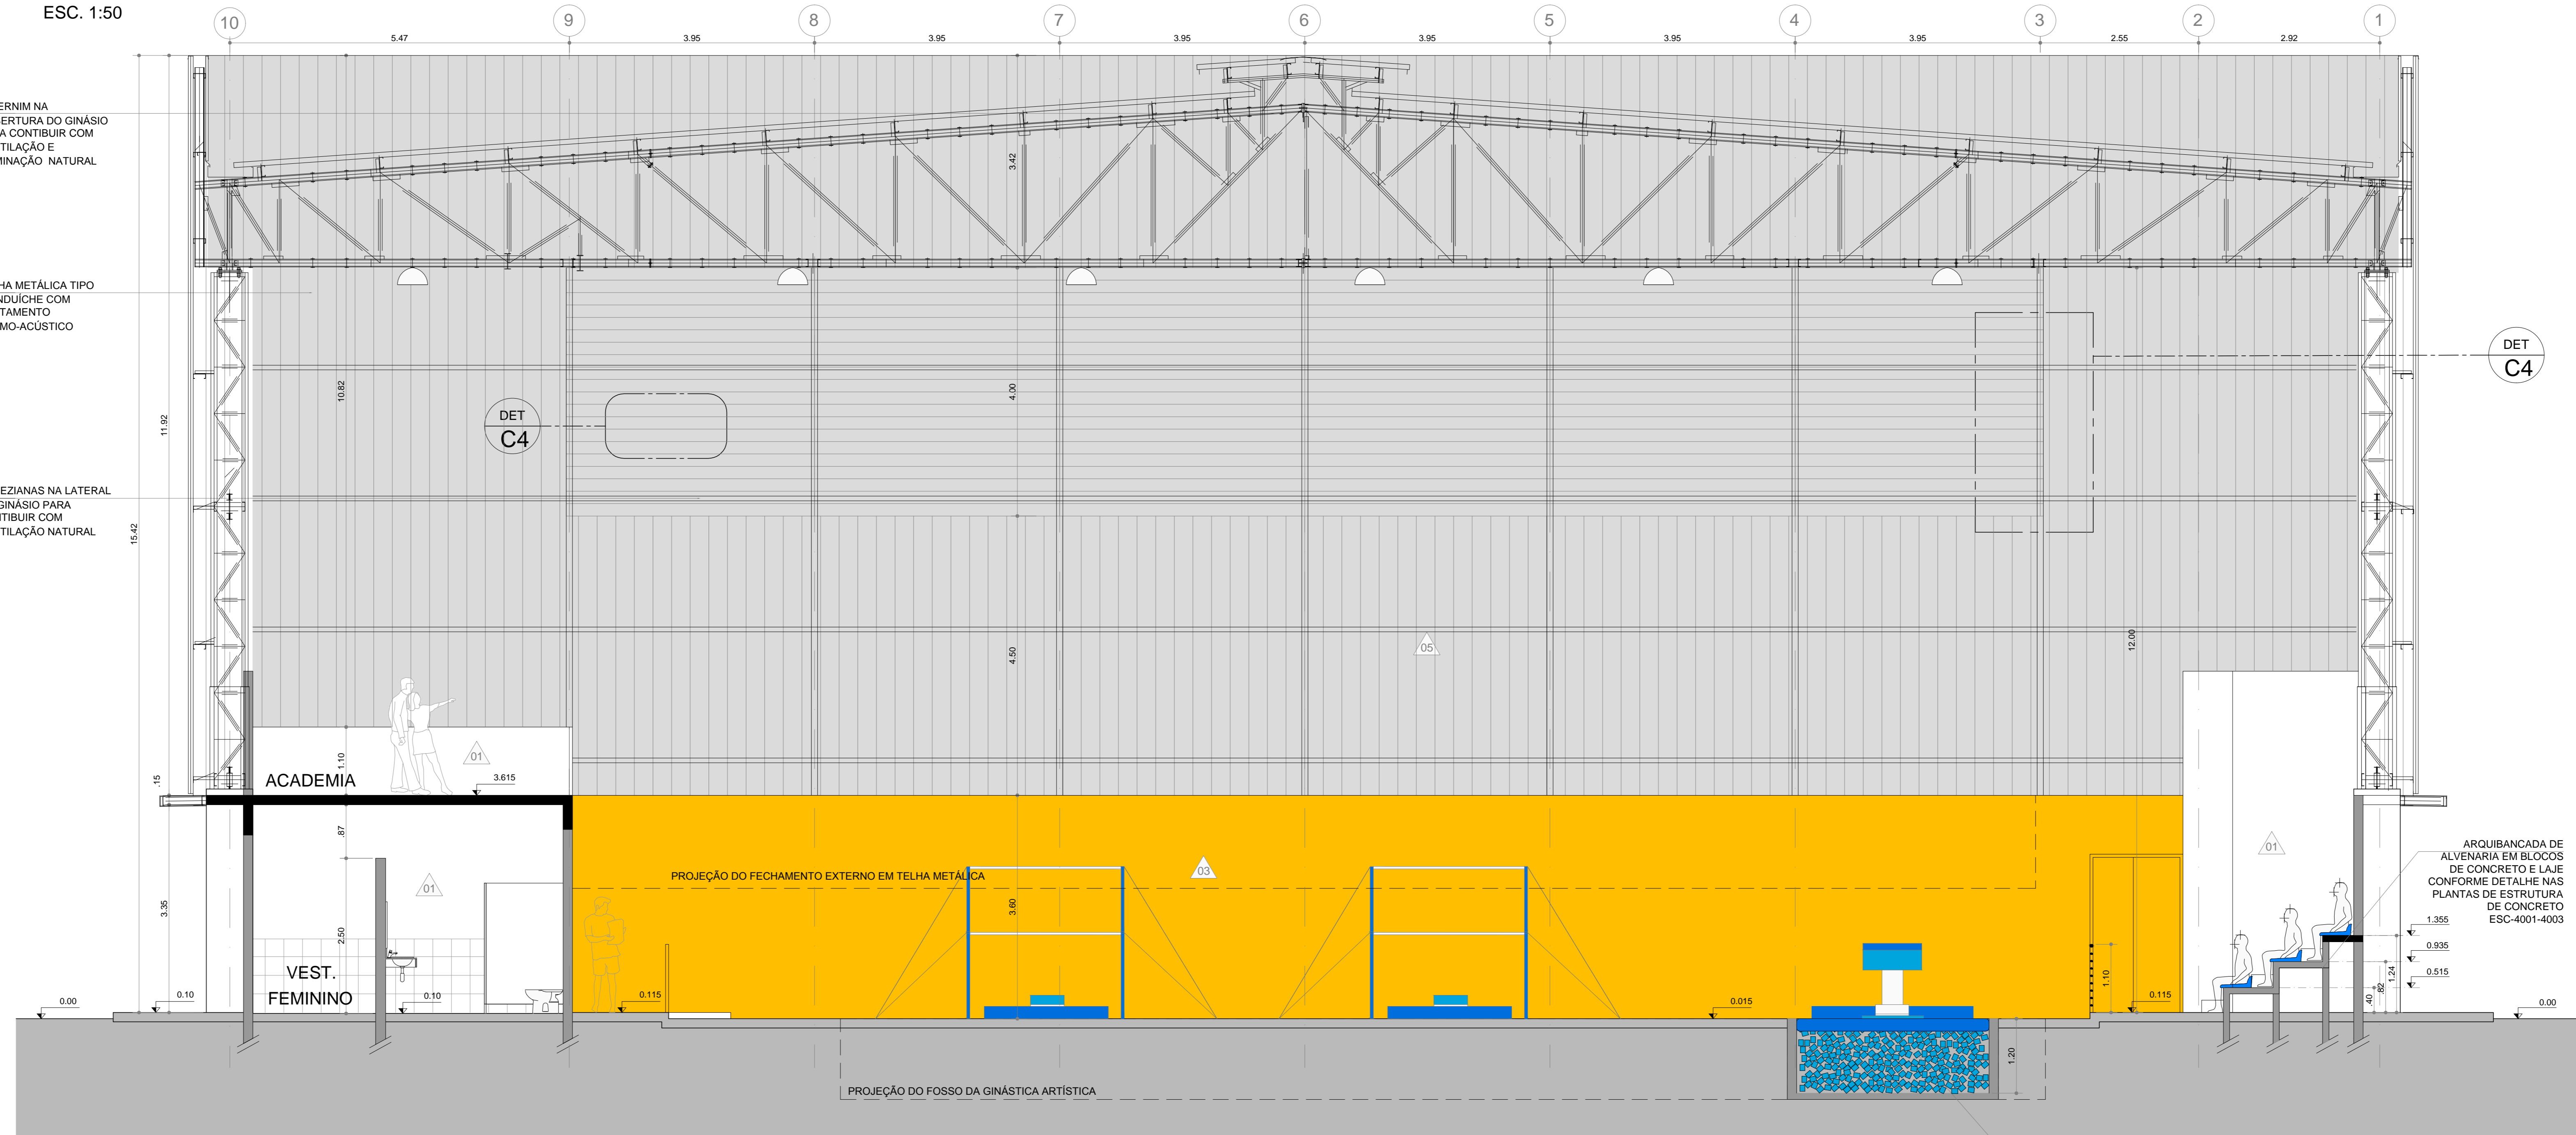 ESC. 1:50
10
9
8
7
6
5
4
3
2
1
5.47
3.95
3.95
3.95
3.95
3.95
3.95
2.55
2.92
ERNIM NA
ERTURA DO GINÁSIO
A CONTIBUIR COM
TILAÇÃO E
MINAÇÃO NATURAL
3.42
HA METÁLICA TIPO
NDUÍCHE COM
TAMENTO
MO-ACÚSTICO
DET
C4
10.82
4.00
11.92
DET
C4
EZIANAS NA LATERAL
GINÁSIO PARA
TIBUIR COM
TILAÇÃO NATURAL
15.42
4.50
05
12.00
.15
1.10
01
ACADEMIA
3.615
.87
01
2.50
3.35
PROJEÇÃO DO FECHAMENTO EXTERNO EM TELHA METÁLICA
03
3.60
01
ARQUIBANCADA DE
ALVENARIA EM BLOCOS
DE CONCRETO E LAJE
CONFORME DETALHE NAS
PLANTAS DE ESTRUTURA
DE CONCRETO
ESC-4001-4003
1.355
0.935
0.515
1.24
.82
.40
VEST.
FEMININO
0.00
0.10
0.10
0.115
0.015
1.10
0.115
0.00
1.20
PROJEÇÃO DO FOSSO DA GINÁSTICA ARTÍSTICA